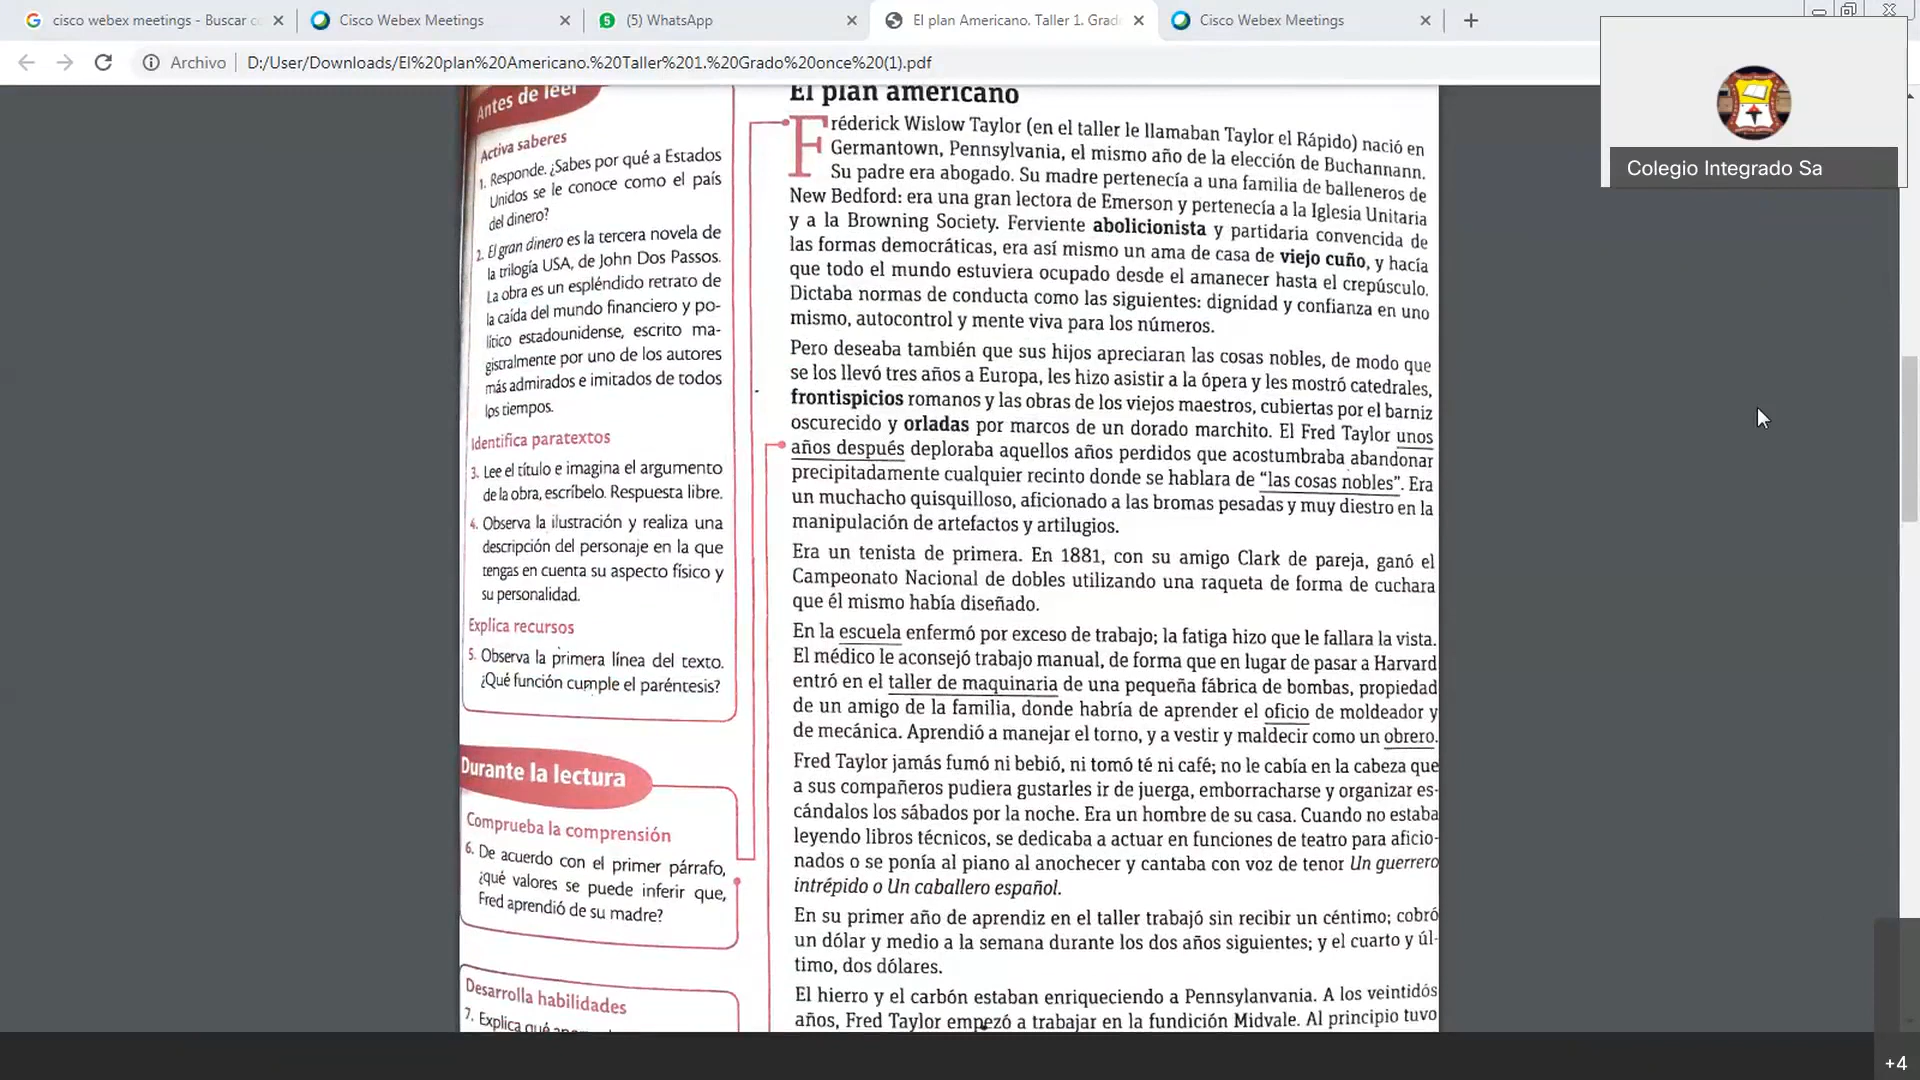 cisco webex meetings - Buscar c
Cisco Webex Meetings
(5) WhatsApp
El plan Americano. Taller 1. Grad
Cisco Webex Meetings
Archivo
D:/User/Downloads/El%20plan%20Americano.%20Taller%201.%20Grado%20once%20(1).pdf
Colegio Integrado Sa
Antes de leer
Activa saberes
1. Responde. ¿Sabes por qué a Estados
Unidos se le conoce como el país
del dinero?
2. El gran dinero es la tercera novela de
la trilogía USA, de John Dos Passos.
La obra es un espléndido retrato de
la caída del mundo financiero y po-
lítico estadounidense, escrito ma-
gistralmente por uno de los autores
más admirados e imitados de todos
los tiempos.
Identifica paratextos
3. Lee el título e imagina el argumento
de la obra, escríbelo. Respuesta libre.
4. Observa la ilustración y realiza una
descripción del personaje en la que
tengas en cuenta su aspecto físico y
su personalidad.
Explica recursos
5. Observa la primera línea del texto.
¿Qué función cumple el paréntesis?
Durante la lectura
Comprueba la comprensión
6. De acuerdo con el primer párrafo,
¿qué valores se puede inferir que,
Fred aprendió de su madre?
Desarrolla habilidades
7. Explica qué
El plan americano
Fréderick Wislow Taylor (en el taller le llamaban Taylor el Rápido) nació en
Germantown, Pennsylvania, el mismo año de la elección de Buchannann.
Su padre era abogado. Su madre pertenecía a una familia de balleneros de
New Bedford: era una gran lectora de Emerson y pertenecía a la Iglesia Unitaria
y a la Browning Society. Ferviente abolicionista y partidaria convencida de
las formas democráticas, era así mismo un ama de casa de viejo cuño, y hacía
que todo el mundo estuviera ocupado desde el amanecer hasta el crepúsculo.
Dictaba normas de conducta como las siguientes: dignidad y confianza en uno
mismo, autocontrol y mente viva para los números.
Pero deseaba también que sus hijos apreciaran las cosas nobles, de modo que
se los llevó tres años a Europa, les hizo asistir a la ópera y les mostró catedrales,
frontispicios romanos y las obras de los viejos maestros, cubiertas por el barniz
oscurecido y orladas por marcos de un dorado marchito. El Fred Taylor unos
años después deploraba aquellos años perdidos que acostumbraba abandonar
precipitadamente cualquier recinto donde se hablara de “las cosas nobles”. Era
un muchacho quisquilloso, aficionado a las bromas pesadas y muy diestro en la
manipulación de artefactos y artilugios.
Era un tenista de primera. En 1881, con su amigo Clark de pareja, ganó el
Campeonato Nacional de dobles utilizando una raqueta de forma de cuchara
que él mismo había diseñado.
En la escuela enfermó por exceso de trabajo; la fatiga hizo que le fallara la vista.
El médico le aconsejó trabajo manual, de forma que en lugar de pasar a Harvard
entró en el taller de maquinaria de una pequeña fábrica de bombas, propiedad
de un amigo de la familia, donde habría de aprender el oficio de moldeador y
de mecánica. Aprendió a manejar el torno, y a vestir y maldecir como un obrero.
Fred Taylor jamás fumó ni bebió, ni tomó té ni café; no le cabía en la cabeza que
a sus compañeros pudiera gustarles ir de juerga, emborracharse y organizar es-
cándalos los sábados por la noche. Era un hombre de su casa. Cuando no estaba
leyendo libros técnicos, se dedicaba a actuar en funciones de teatro para aficio-
nados o se ponía al piano al anochecer y cantaba con voz de tenor Un guerrero
intrépido o Un caballero español.
En su primer año de aprendiz en el taller trabajó sin recibir un céntimo; cobró
un dólar y medio a la semana durante los dos años siguientes; y el cuarto y úl-
timo, dos dólares.
El hierro y el carbón estaban enriqueciendo a Pennsylanvania. A los veintidós
años, Fred Taylor empezó a trabajar en la fundición Midvale. Al principio tuvo
+4